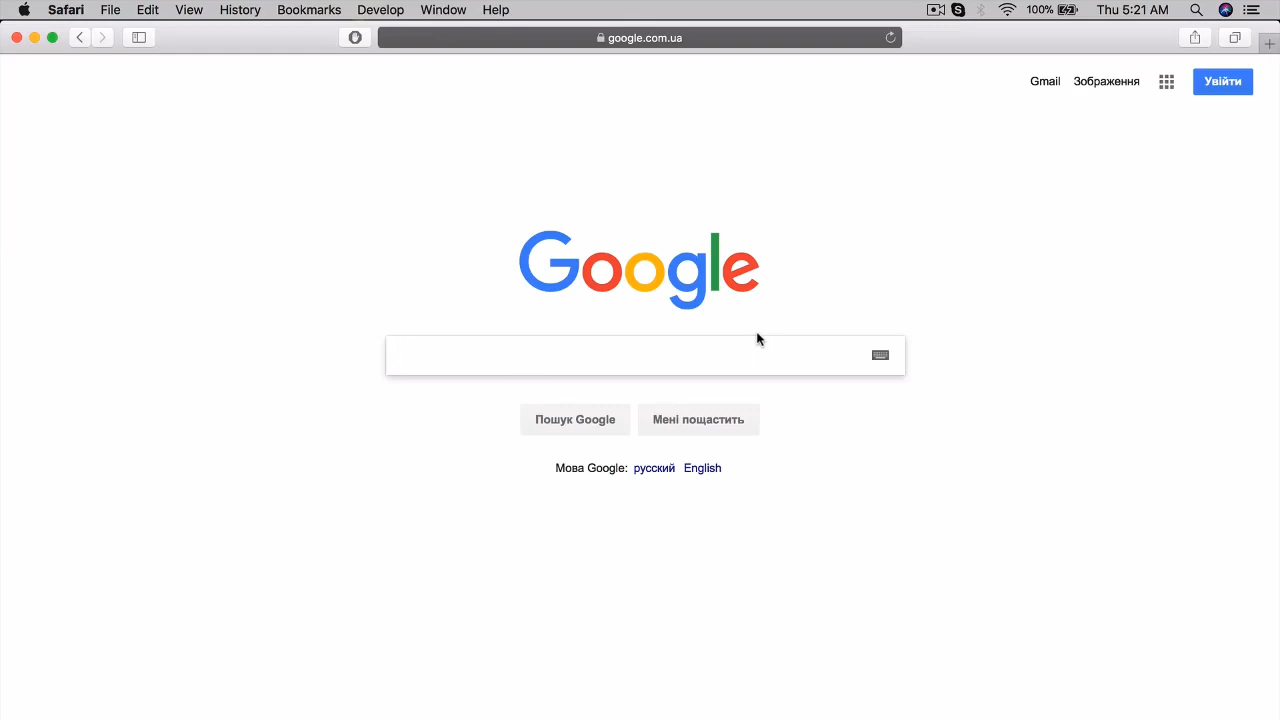 Safari File Edit View History Bookmarks Develop Window Help 100% Thu 5:21 AM
google.com.ua
Gmail Зображення Увійти
Google
Пошук Google Мені пощастить
Мова Google: русский English